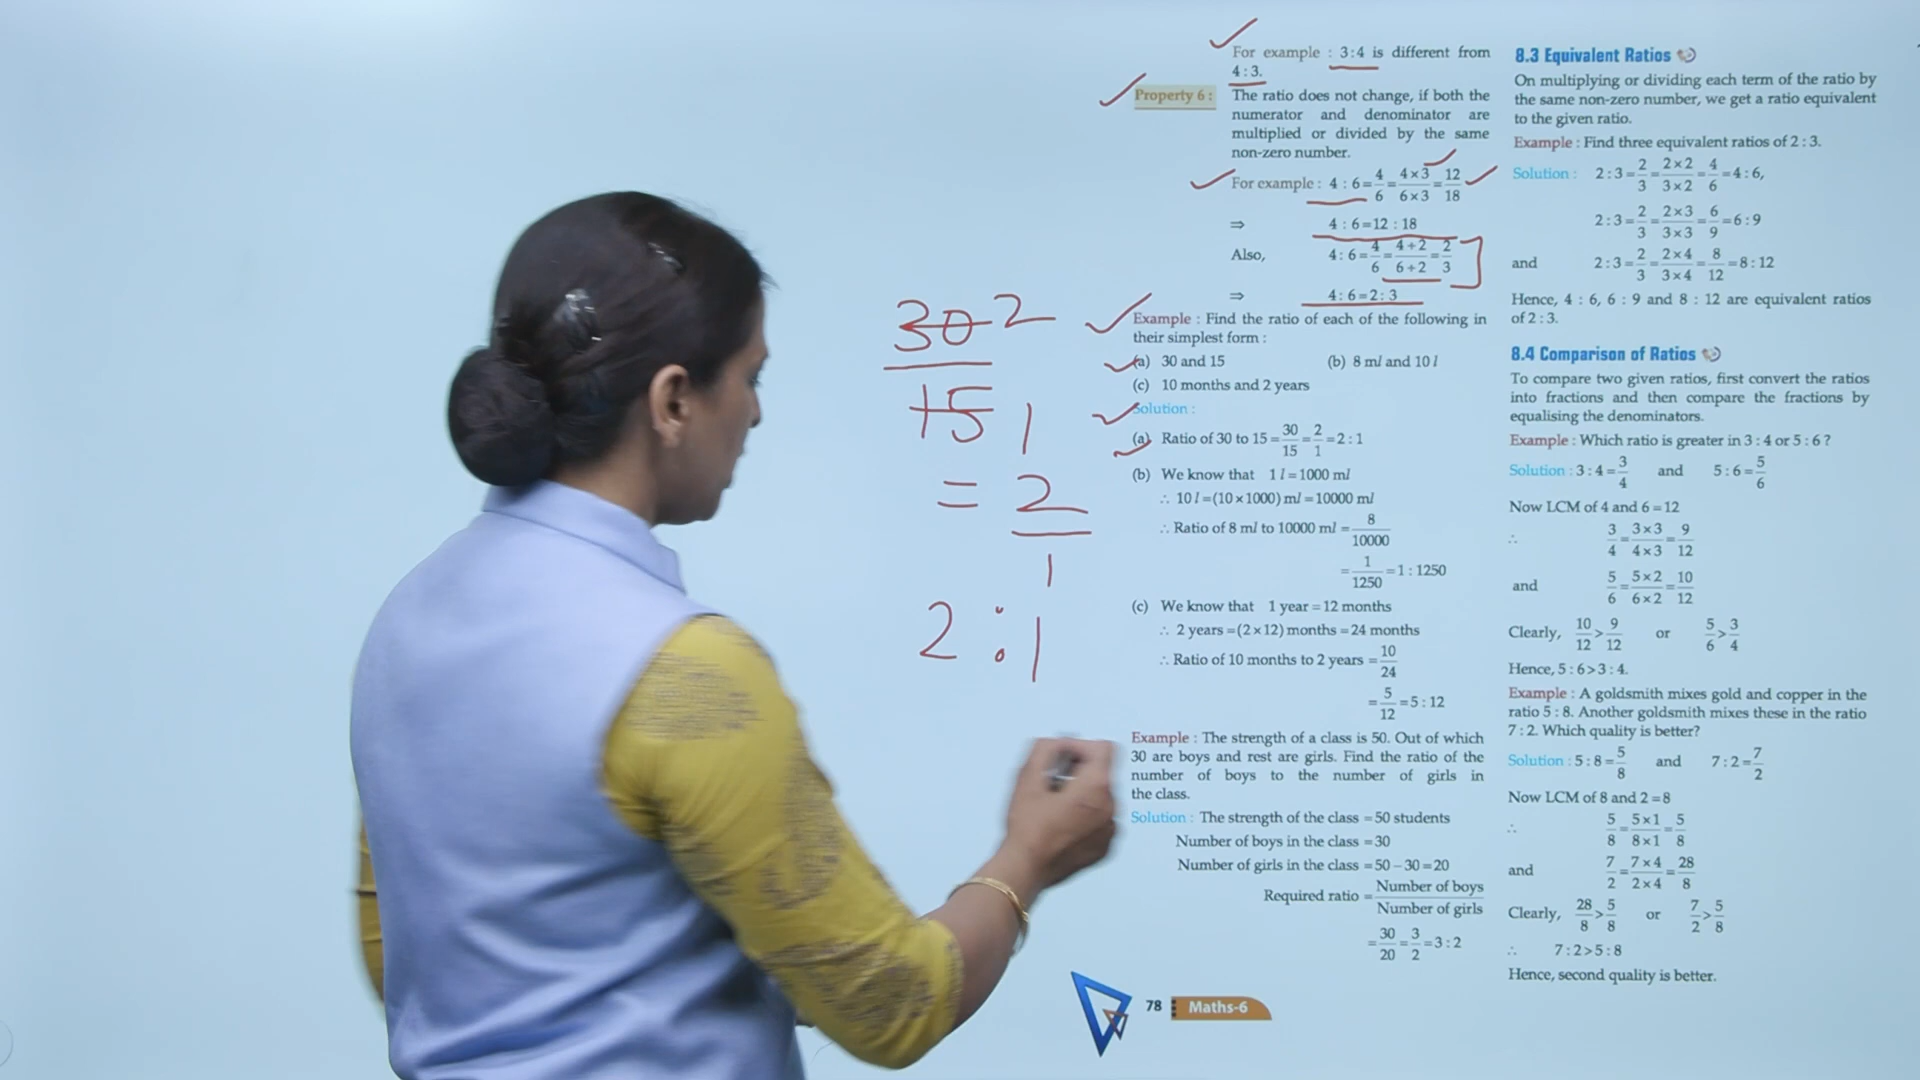 30 2
15 1
= 2
1
2 : 1
For example : 3:4 is different from
4 : 3.
Property 6 : The ratio does not change, if both the
numerator and denominator are
multiplied or divided by the same
non-zero number.
For example : 4 : 6 = 4/6 = 4×3/6×3 = 12/18
⇒ 4 : 6 = 12 : 18
Also, 4 : 6 = 4/6 = 4÷2/6÷2 = 2/3
⇒ 4 : 6 = 2 : 3
Example : Find the ratio of each of the following in
their simplest form :
(a) 30 and 15 (b) 8 ml and 10 l
(c) 10 months and 2 years
Solution :
(a) Ratio of 30 to 15 = 30/15 = 2/1 = 2 : 1
(b) We know that 1 l = 1000 ml
∴ 10 l = (10 × 1000) ml = 10000 ml
∴ Ratio of 8 ml to 10000 ml = 8/10000
= 1/1250 = 1 : 1250
(c) We know that 1 year = 12 months
∴ 2 years = (2 × 12) months = 24 months
∴ Ratio of 10 months to 2 years = 10/24
= 5/12 = 5 : 12
Example : The strength of a class is 50. Out of which
30 are boys and rest are girls. Find the ratio of the
number of boys to the number of girls in
the class.
Solution : The strength of the class = 50 students
Number of boys in the class = 30
Number of girls in the class = 50 – 30 = 20
Required ratio = Number of boys/Number of girls
= 30/20 = 3/2 = 3 : 2
78 Maths-6
8.3 Equivalent Ratios
On multiplying or dividing each term of the ratio by
the same non-zero number, we get a ratio equivalent
to the given ratio.
Example : Find three equivalent ratios of 2 : 3.
Solution : 2 : 3 = 2/3 = 2×2/3×2 = 4/6 = 4 : 6,
2 : 3 = 2/3 = 2×3/3×3 = 6/9 = 6 : 9
and 2 : 3 = 2/3 = 2×4/3×4 = 8/12 = 8 : 12
Hence, 4 : 6, 6 : 9 and 8 : 12 are equivalent ratios
of 2 : 3.
8.4 Comparison of Ratios
To compare two given ratios, first convert the ratios
into fractions and then compare the fractions by
equalising the denominators.
Example : Which ratio is greater in 3 : 4 or 5 : 6 ?
Solution : 3 : 4 = 3/4 and 5 : 6 = 5/6
Now LCM of 4 and 6 = 12
∴ 3/4 = 3×3/4×3 = 9/12
and 5/6 = 5×2/6×2 = 10/12
Clearly, 10/12 > 9/12 or 5/6 > 3/4
Hence, 5 : 6 > 3 : 4.
Example : A goldsmith mixes gold and copper in the
ratio 5 : 8. Another goldsmith mixes these in the ratio
7 : 2. Which quality is better?
Solution : 5 : 8 = 5/8 and 7 : 2 = 7/2
Now LCM of 8 and 2 = 8
∴ 5/8 = 5×1/8×1 = 5/8
and 7/2 = 7×4/2×4 = 28/8
Clearly, 28/8 > 5/8 or 7/2 > 5/8
∴ 7 : 2 > 5 : 8
Hence, second quality is better.